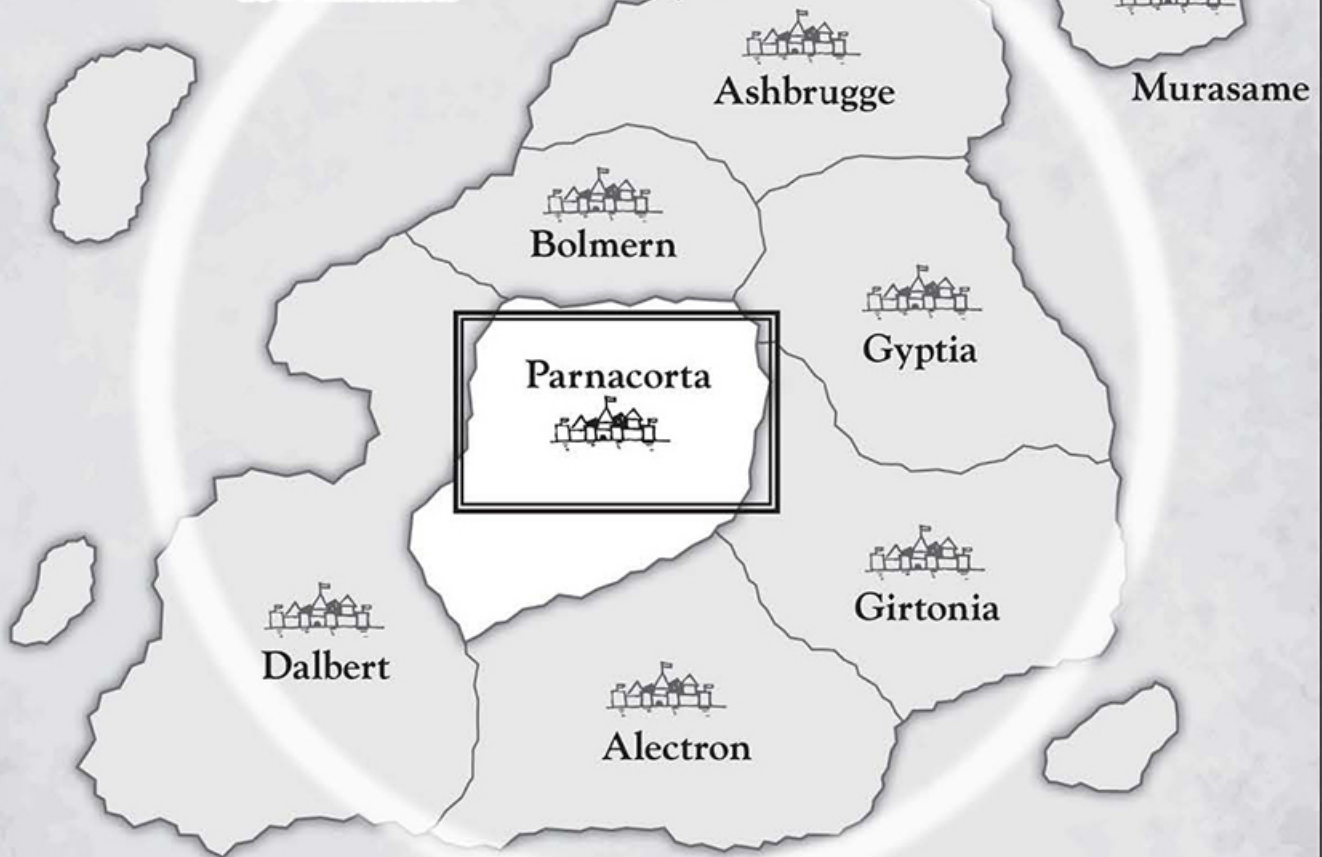 Ashbrugge
Murasame
Bolmern
Gyptia
Parnacorta
Girtonia
Dalbert
Alectron